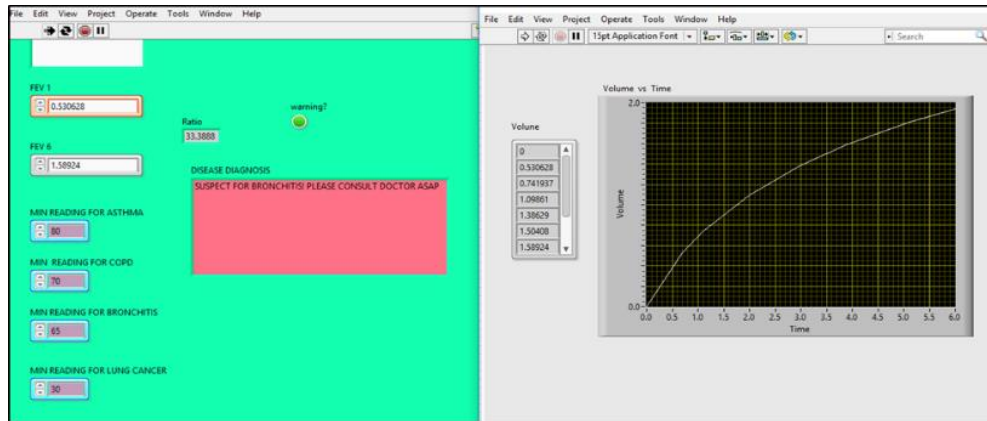 File Edit View Project Operate Tools Window Help
FEV 1
0.530628
FEV 6
1.58924
MIN READING FOR ASTHMA
80
MIN READING FOR COPD
70
MIN READING FOR BRONCHITIS
65
MIN READING FOR LUNG CANCER
30
Ratio
33.3888
warning?
DISEASE DIAGNOSIS
SUSPECT FOR BRONCHITIS! PLEASE CONSULT DOCTOR ASAP
File Edit View Project Operate Tools Window Help
15pt Application Font
Search
Volume
0
0.530628
0.741937
1.09861
1.38629
1.50408
1.58924
Volume vs Time
2.0
Volume
0.0
0.0 0.5 1.0 1.5 2.0 2.5 3.0 3.5 4.0 4.5 5.0 5.5 6.0
Time